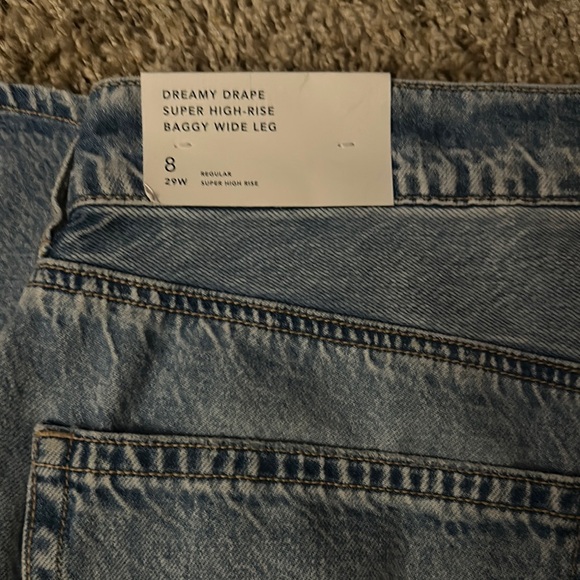 DREAMY DRAPE
SUPER HIGH-RISE
BAGGY WIDE LEG
8
29W
REGULAR
SUPER HIGH RISE